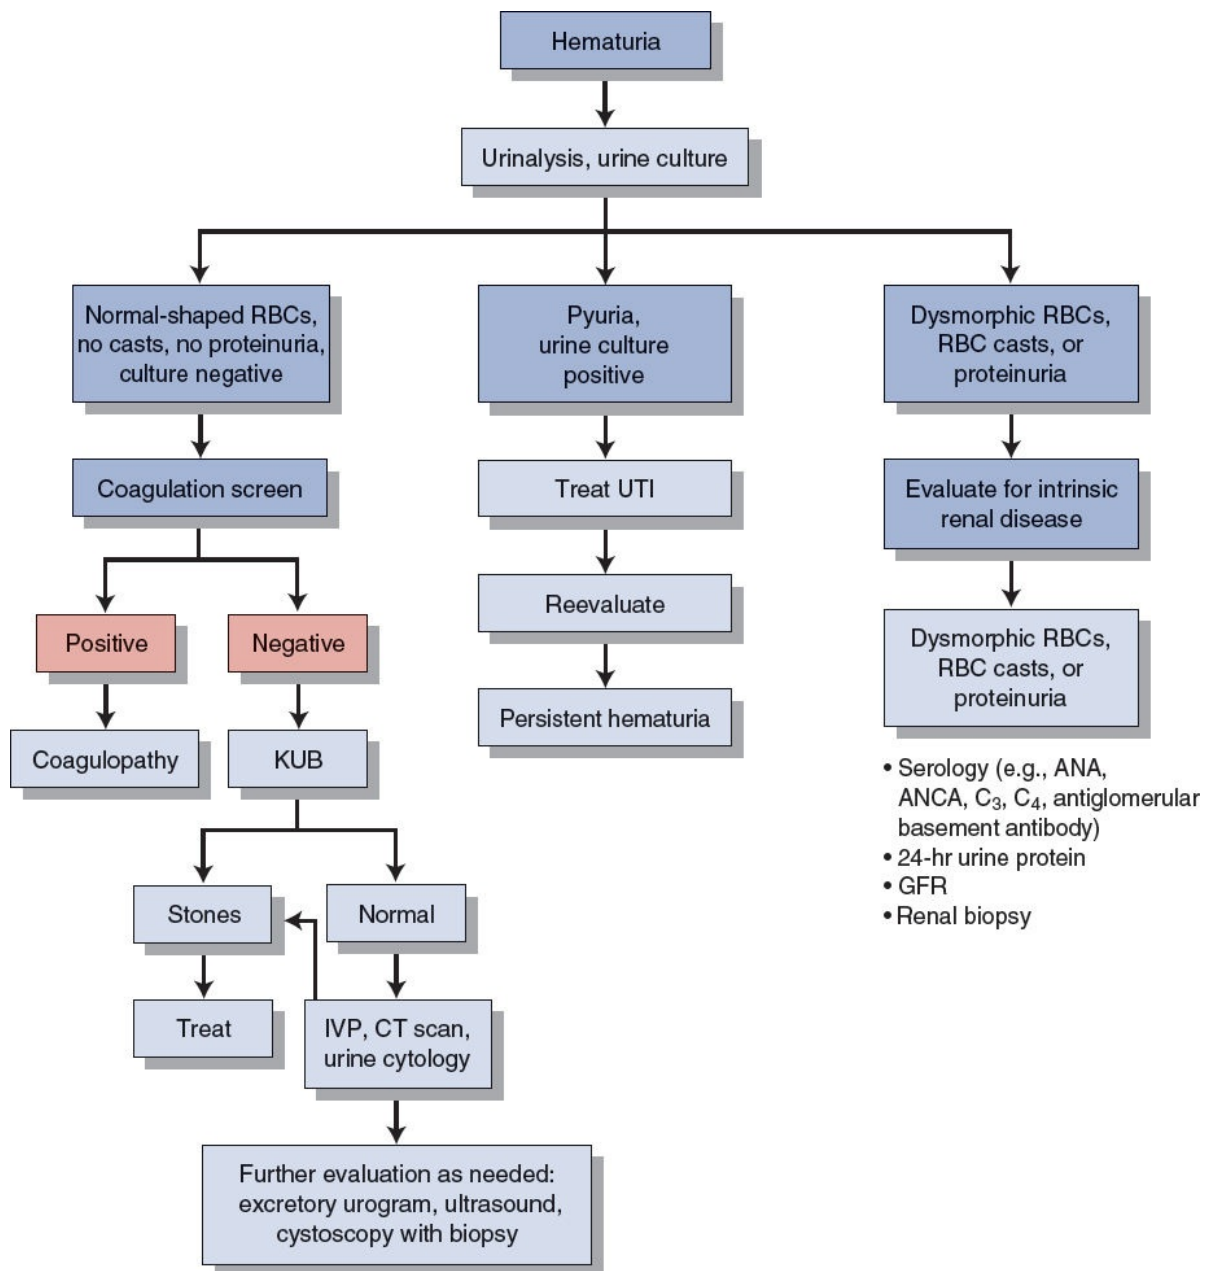 Hematuria
Urinalysis, urine culture
Normal-shaped RBCs,
no casts, no proteinuria,
culture negative
Pyuria,
urine culture
positive
Dysmorphic RBCs,
RBC casts, or
proteinuria
Coagulation screen
Treat UTI
Evaluate for intrinsic
renal disease
Positive
Negative
Reevaluate
Dysmorphic RBCs,
RBC casts, or
proteinuria
Coagulopathy
KUB
Persistent hematuria
• Serology (e.g., ANA,
ANCA, C₃, C₄, antiglomerular
basement antibody)
• 24-hr urine protein
• GFR
• Renal biopsy
Stones
Normal
Treat
IVP, CT scan,
urine cytology
Further evaluation as needed:
excretory urogram, ultrasound,
cystoscopy with biopsy